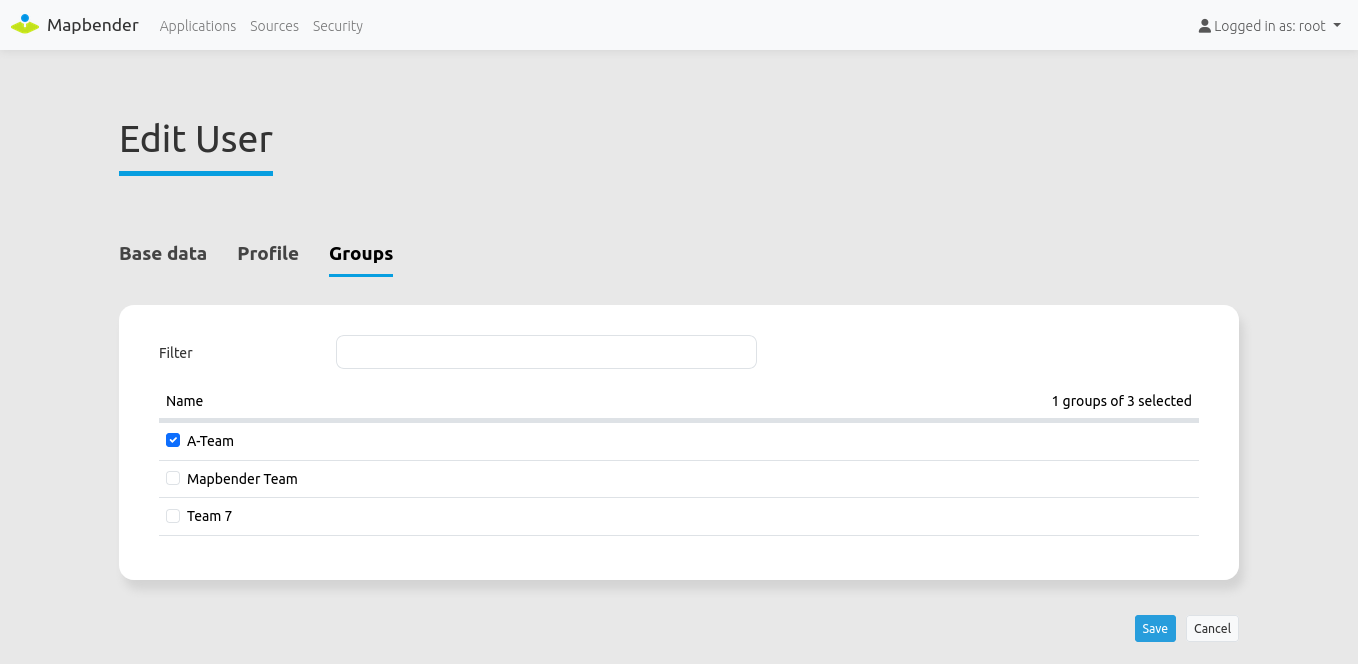 Mapbender Applications Sources Security Logged in as: root
Edit User
Base data Profile Groups
Filter
Name 1 groups of 3 selected
A-Team
Mapbender Team
Team 7
Save Cancel